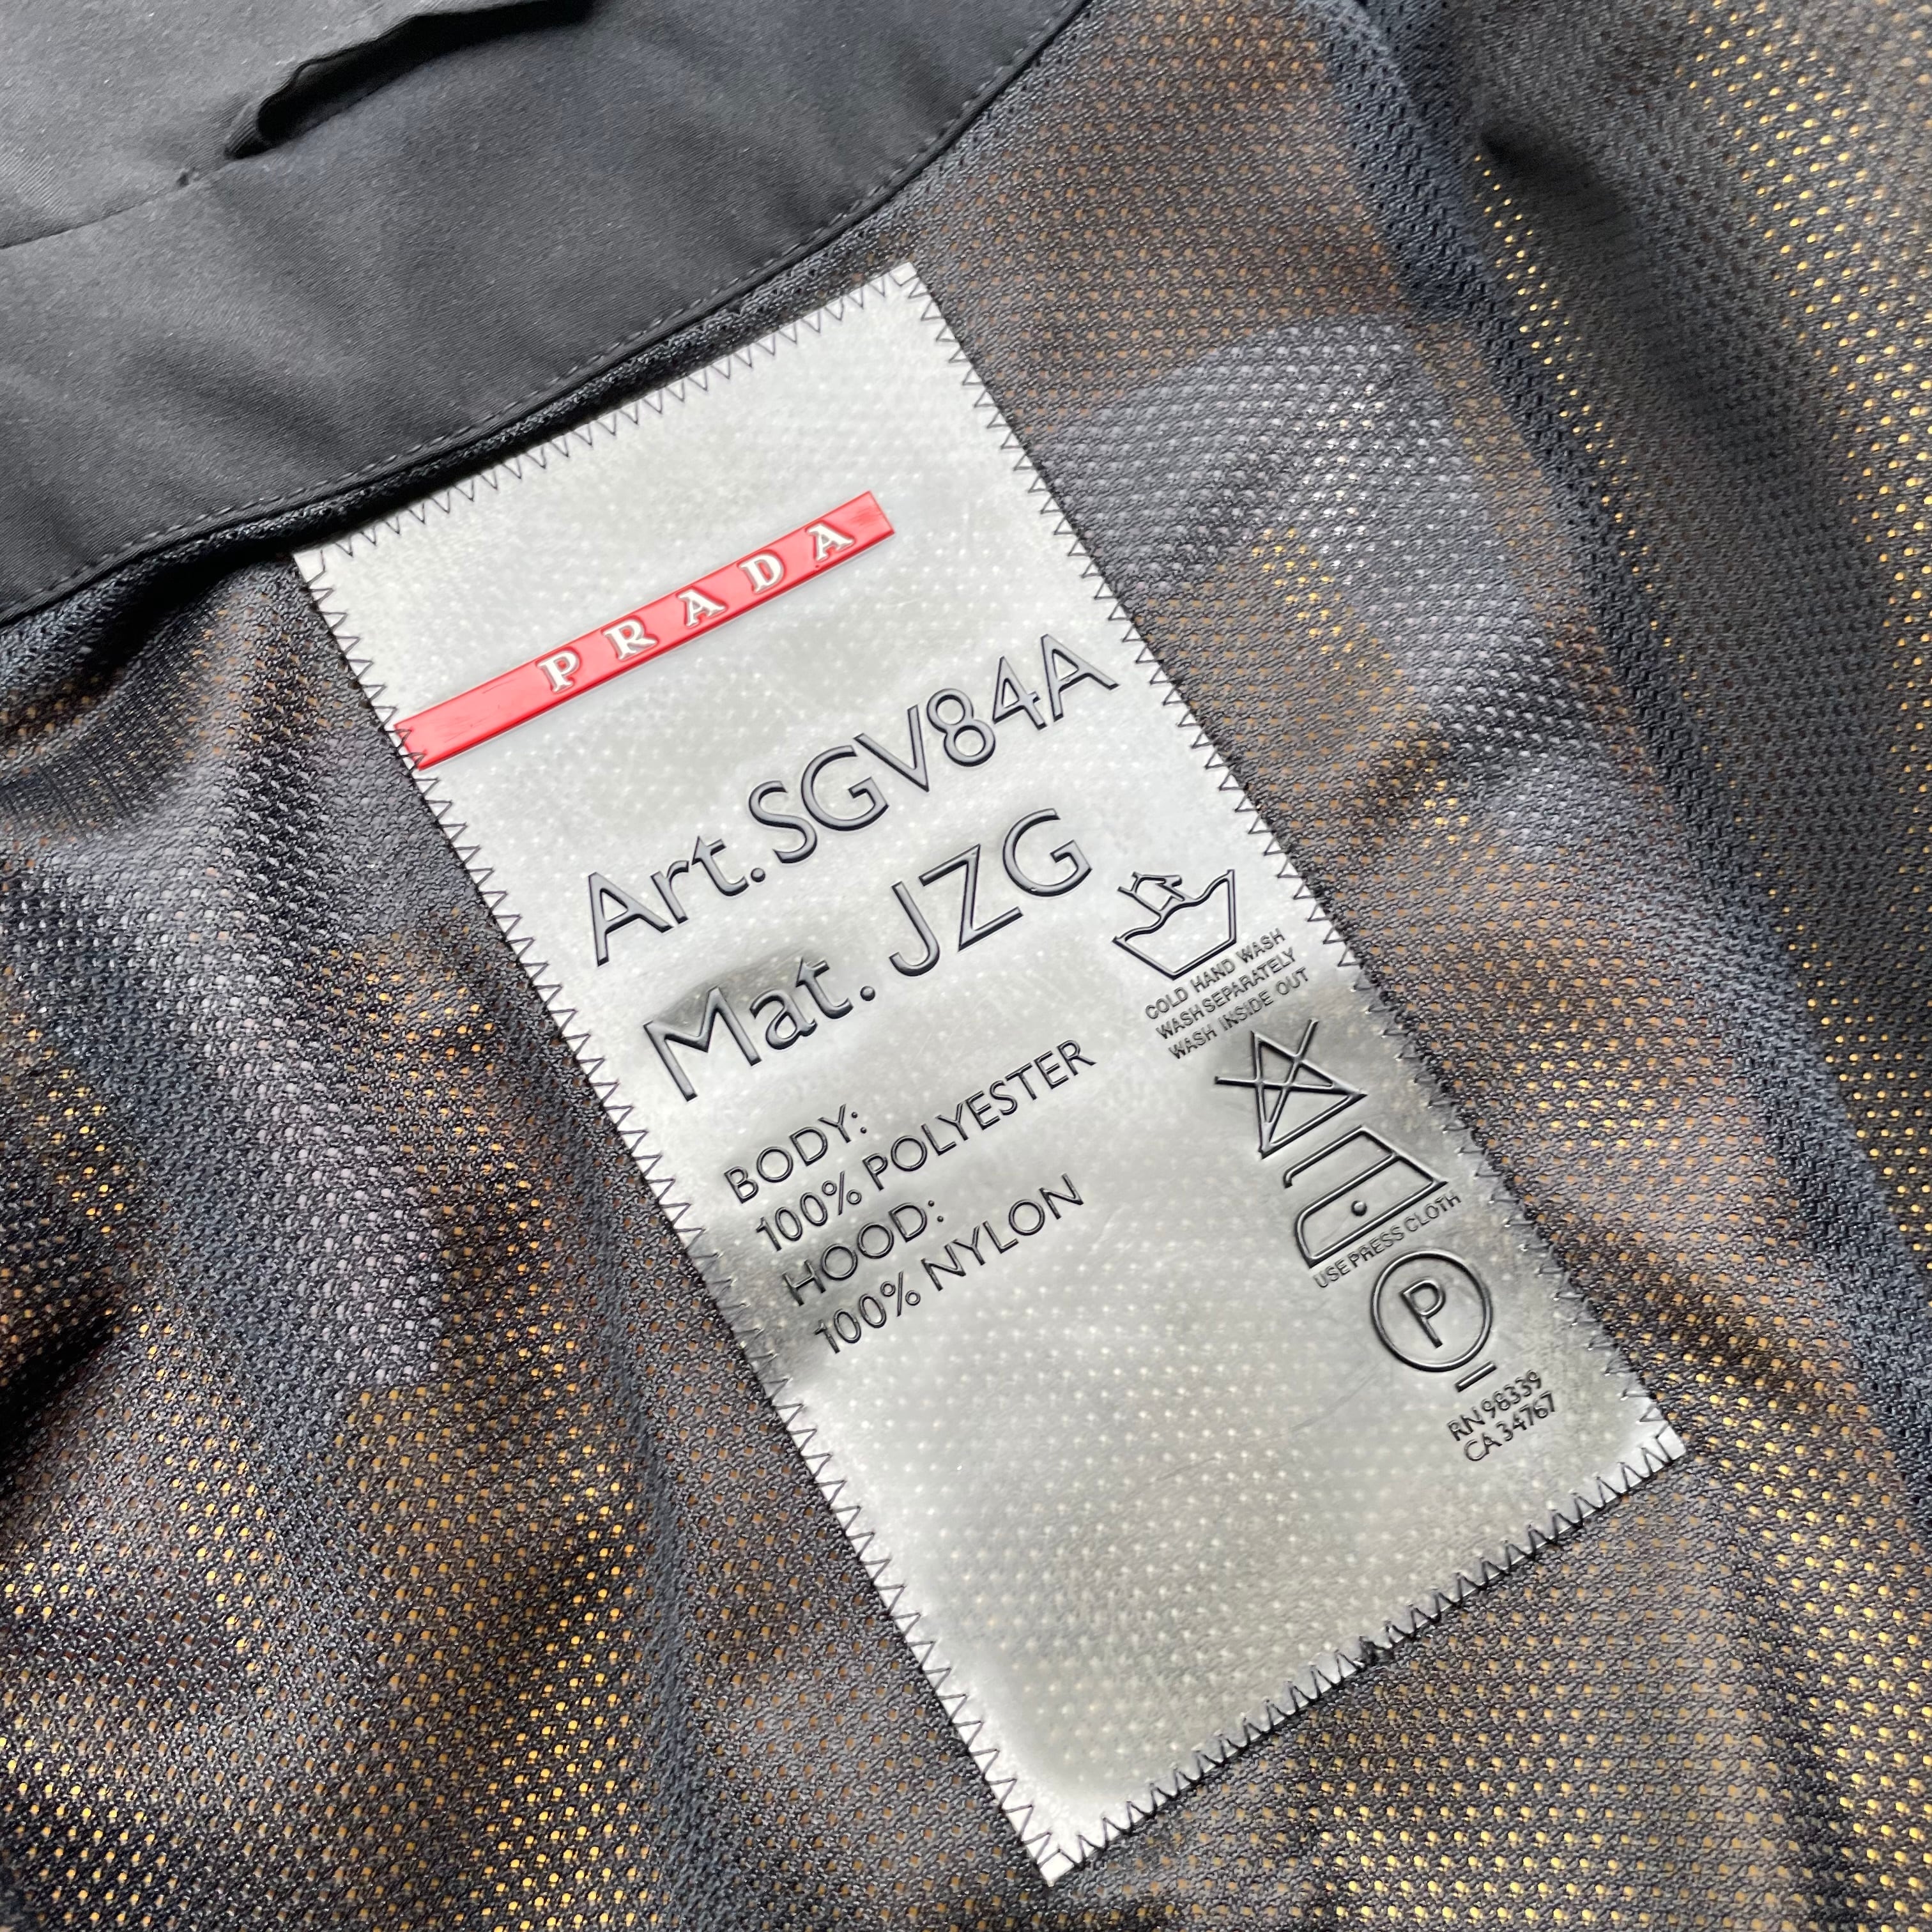 PRADA
Art. SGV84A
Mat. JZG
BODY:
100% POLYESTER
HOOD:
100% NYLON
COLD HAND WASH
WASH SEPARATELY
WASH INSIDE OUT
USE PRESS CLOTH
P
RN 98339
CA 34767